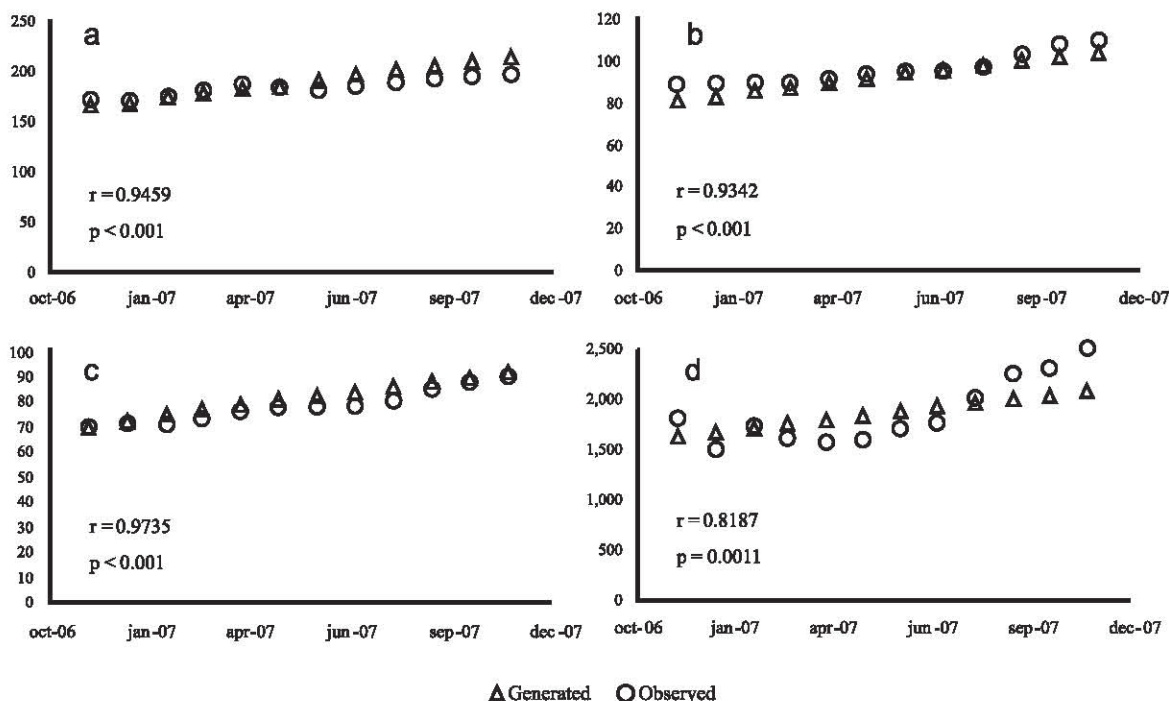 a
250
200
150
100
50
0
r = 0.9459
p < 0.001
oct-06 jan-07 apr-07 jun-07 sep-07 dec-07
b
120
100
80
60
40
20
0
r = 0.9342
p < 0.001
oct-06 jan-07 apr-07 jun-07 sep-07 dec-07
c
100
90
80
70
60
50
40
30
20
10
0
r = 0.9735
p < 0.001
oct-06 jan-07 apr-07 jun-07 sep-07 dec-07
d
2,500
2,000
1,500
1,000
500
0
r = 0.8187
p = 0.0011
oct-06 jan-07 apr-07 jun-07 sep-07 dec-07
Generated Observed